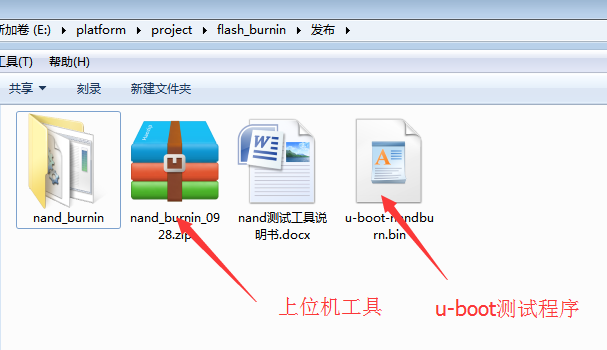 新加卷 (E:) ▸ platform ▸ project ▸ flash_burnin ▸ 发布 ▸
工具(T) 帮助(H)
共享 刻录 新建文件夹
nand_burnin
nand_burnin_0
928.zip
nand测试工具说
明书.docx
u-boot-nandbu
rn.bin
上位机工具
u-boot测试程序